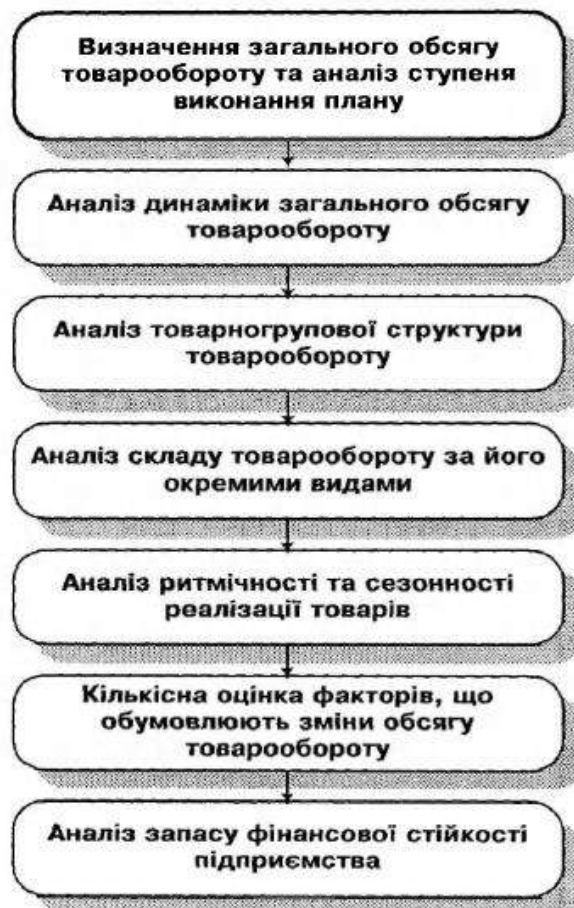 Визначення загального обсягу
товарообороту та аналіз ступеня
виконання плану
Аналіз динаміки загального обсягу
товарообороту
Аналіз товарногрупової структури
товарообороту
Аналіз складу товарообороту за його
окремими видами
Аналіз ритмічності та сезонності
реалізації товарів
Кількісна оцінка факторів, що
обумовлюють зміни обсягу
товарообороту
Аналіз запасу фінансової стійкості
підприємства